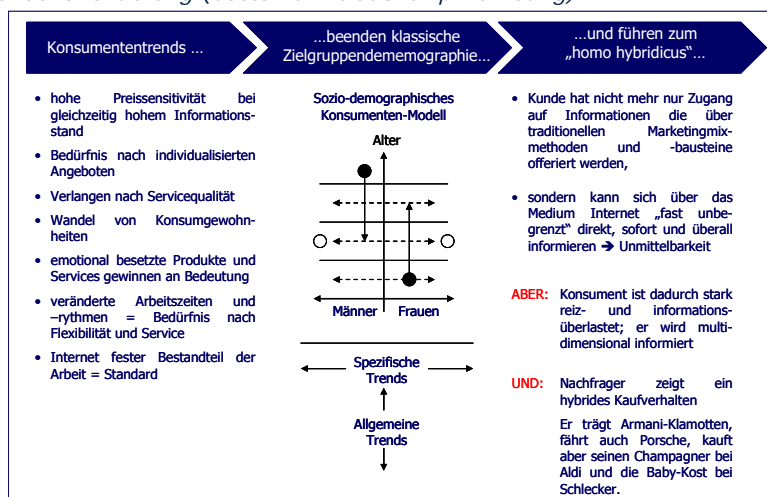 Konsumententrends ...
...beenden klassische
Zielgruppendememographie...
...und führen zum
„homo hybridicus“...
• hohe Preissensitivität bei
gleichzeitig hohem Informations-
stand
• Bedürfnis nach individualisierten
Angeboten
• Verlangen nach Servicequalität
• Wandel von Konsumgewohn-
heiten
• emotional besetzte Produkte und
Services gewinnen an Bedeutung
• veränderte Arbeitszeiten und
–rythmen = Bedürfnis nach
Flexibilität und Service
• Internet fester Bestandteil der
Arbeit = Standard
Sozio-demographisches
Konsumenten-Modell
Alter
Männer Frauen
Spezifische
Trends
Allgemeine
Trends
• Kunde hat nicht mehr nur Zugang
auf Informationen die über
traditionellen Marketingmix-
methoden und -bausteine
offeriert werden,
• sondern kann sich über das
Medium Internet „fast unbe-
grenzt“ direkt, sofort und überall
informieren ➔ Unmittelbarkeit
ABER: Konsument ist dadurch stark
reiz- und informations-
überlastet; er wird multi-
dimensional informiert
UND: Nachfrager zeigt ein
hybrides Kaufverhalten
Er trägt Armani-Klamotten,
fährt auch Porsche, kauft
aber seinen Champagner bei
Aldi und die Baby-Kost bei
Schlecker.